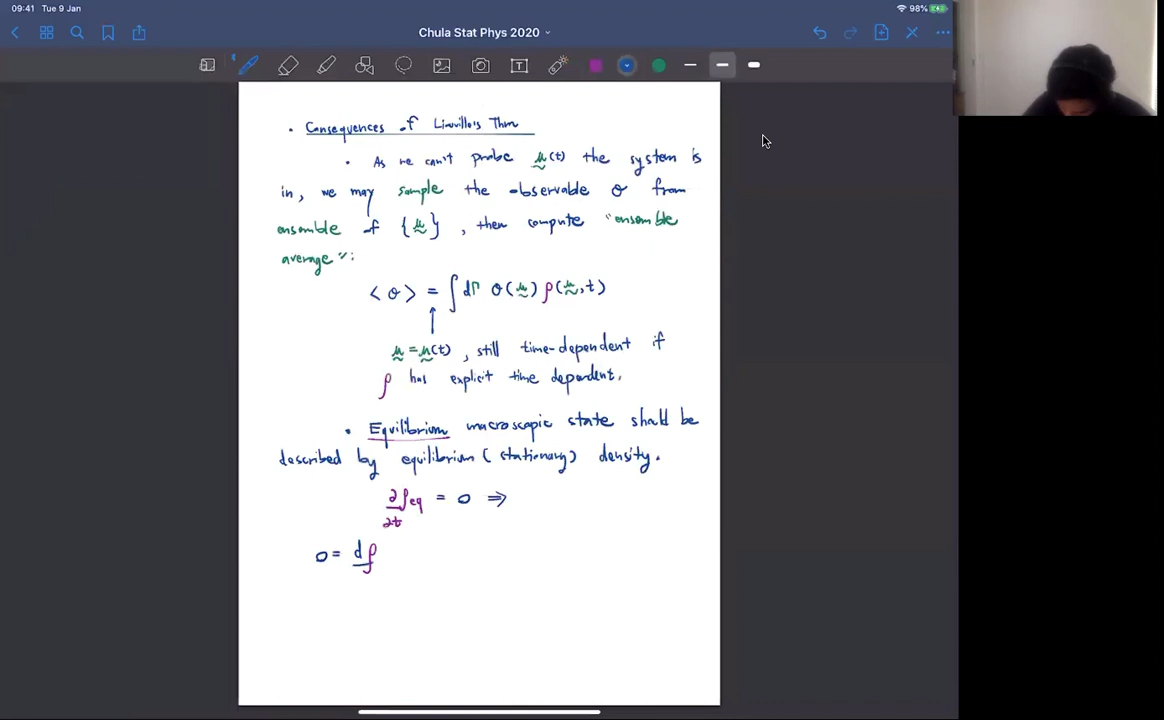 09:41 Tue 9 Jan
98%
Chula Stat Phys 2020
. Consequences of Liouville's Thm
. As we can't probe μ(t) the system is
in, we may sample the observable O from
ensemble of {μ}, then compute "ensemble
average":
<O> = ∫dΓ O(μ) ρ(μ,t)
↑
μ = μ(t), still time-dependent if
ρ has explicit time dependent.
. Equilibrium macroscopic state shall be
described by equilibrium (stationary) density.
∂/∂t ρeq = 0 ⇒
0 = dρ